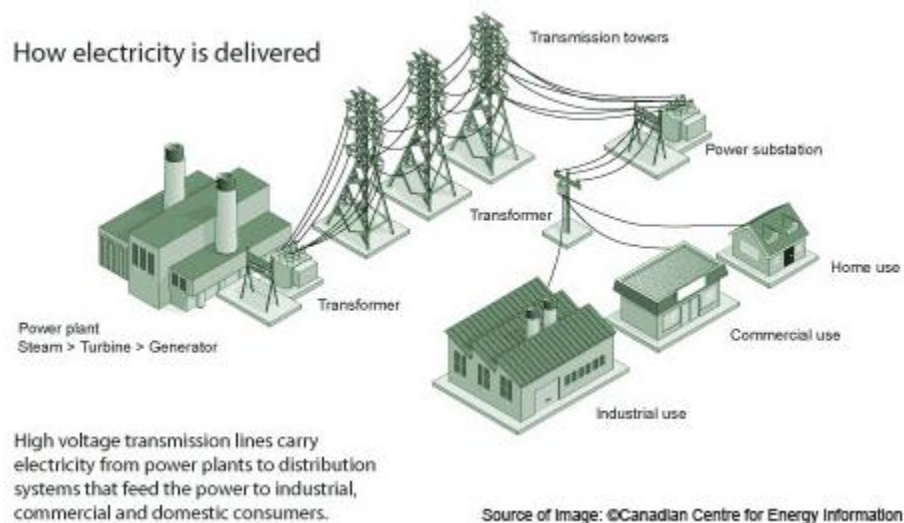 How electricity is delivered
Transmission towers
Power substation
Transformer
Home use
Transformer
Commercial use
Power plant
Steam > Turbine > Generator
Industrial use
High voltage transmission lines carry
electricity from power plants to distribution
systems that feed the power to industrial,
commercial and domestic consumers.
Source of Image: ©Canadian Centre for Energy Information